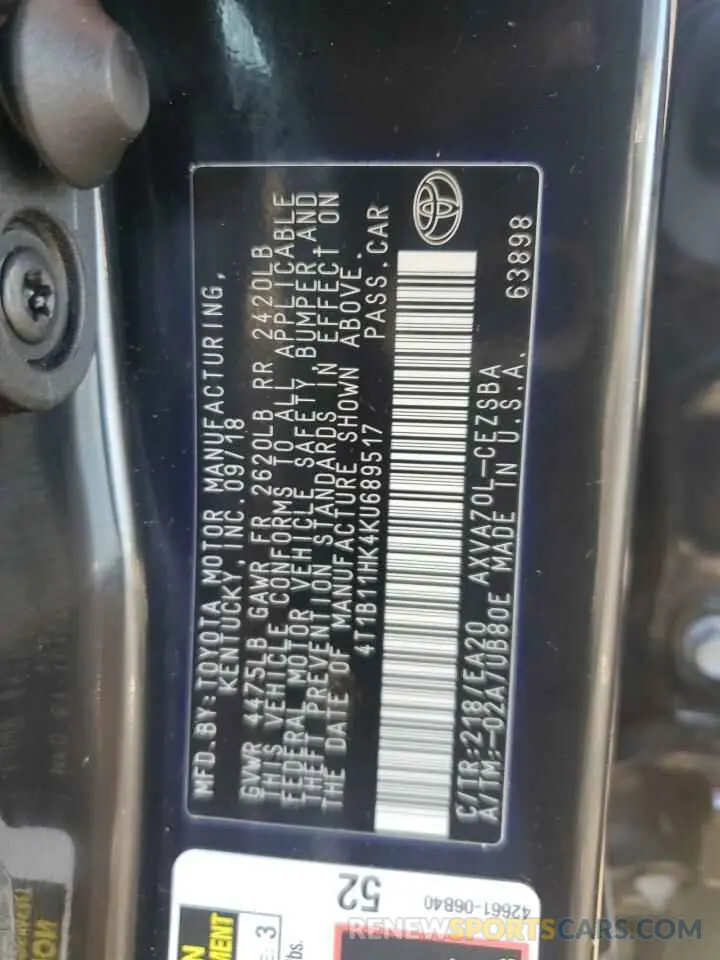 MFD.BY:TOYOTA MOTOR MANUFACTURING,
KENTUCKY, INC. 09/18
GVWR 4475LB GAWR FR 2620LB RR 2420LB
THIS VEHICLE CONFORMS TO ALL APPLICABLE
FEDERAL MOTOR VEHICLE SAFETY, BUMPER, AND
THEFT PREVENTION STANDARDS IN EFFECT ON
THE DATE OF MANUFACTURE SHOWN ABOVE.
4T1B11HK4KU689517 PASS.CAR
C/TR:218/EA20 AXVA70L-CEZSBA 63898
A/TM:-02A/UB80E MADE IN U.S.A.
52
42661-06B40
3
lbs.
RENEWSPORTSCARS.COM